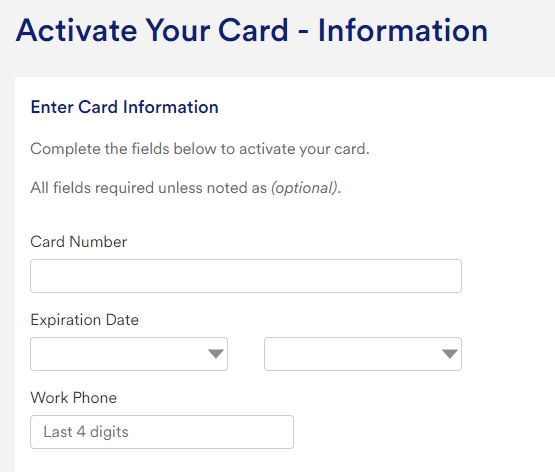 Activate Your Card - Information
Enter Card Information
Complete the fields below to activate your card.
All fields required unless noted as (optional).
Card Number
Expiration Date
Work Phone
Last 4 digits